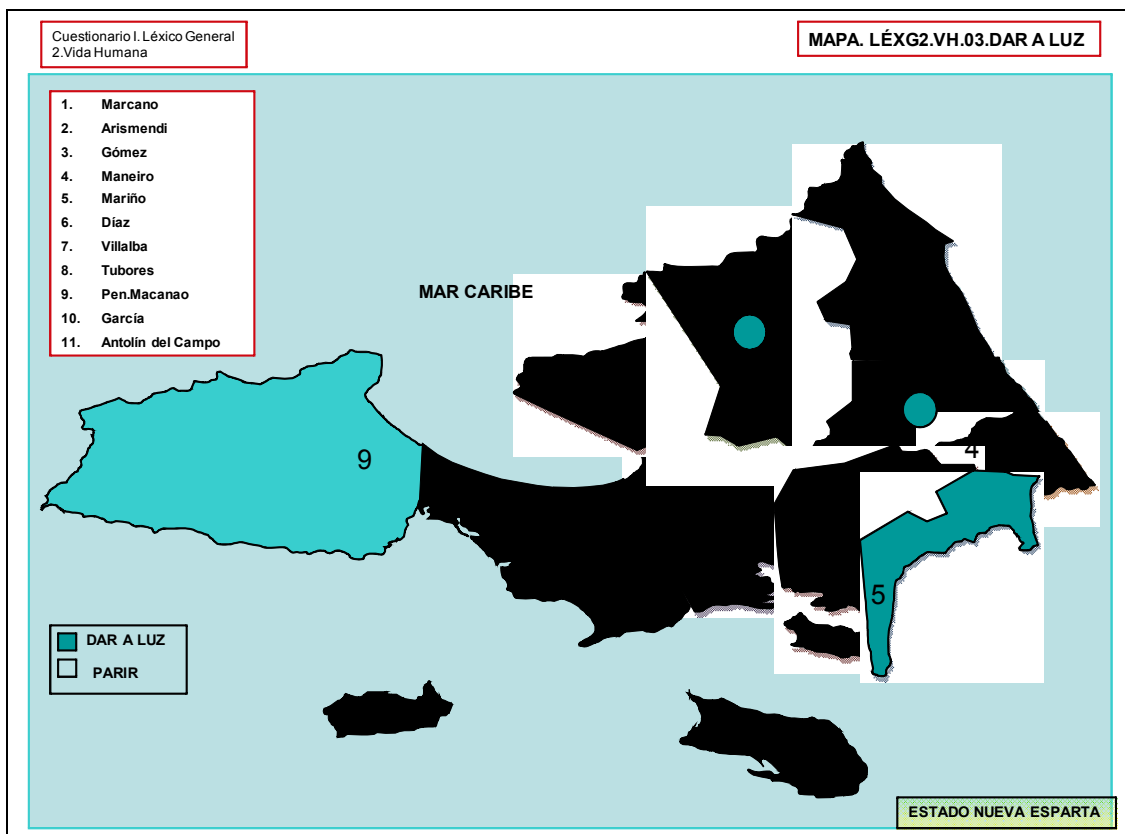 Cuestionario I. Léxico General
2.Vida Humana
MAPA. LÉXG2.VH.03.DAR A LUZ
1. Marcano
2. Arismendi
3. Gómez
4. Maneiro
5. Mariño
6. Díaz
7. Villalba
8. Tubores
9. Pen.Macanao
10. García
11. Antolín del Campo
MAR CARIBE
9
4
5
DAR A LUZ
PARIR
ESTADO NUEVA ESPARTA